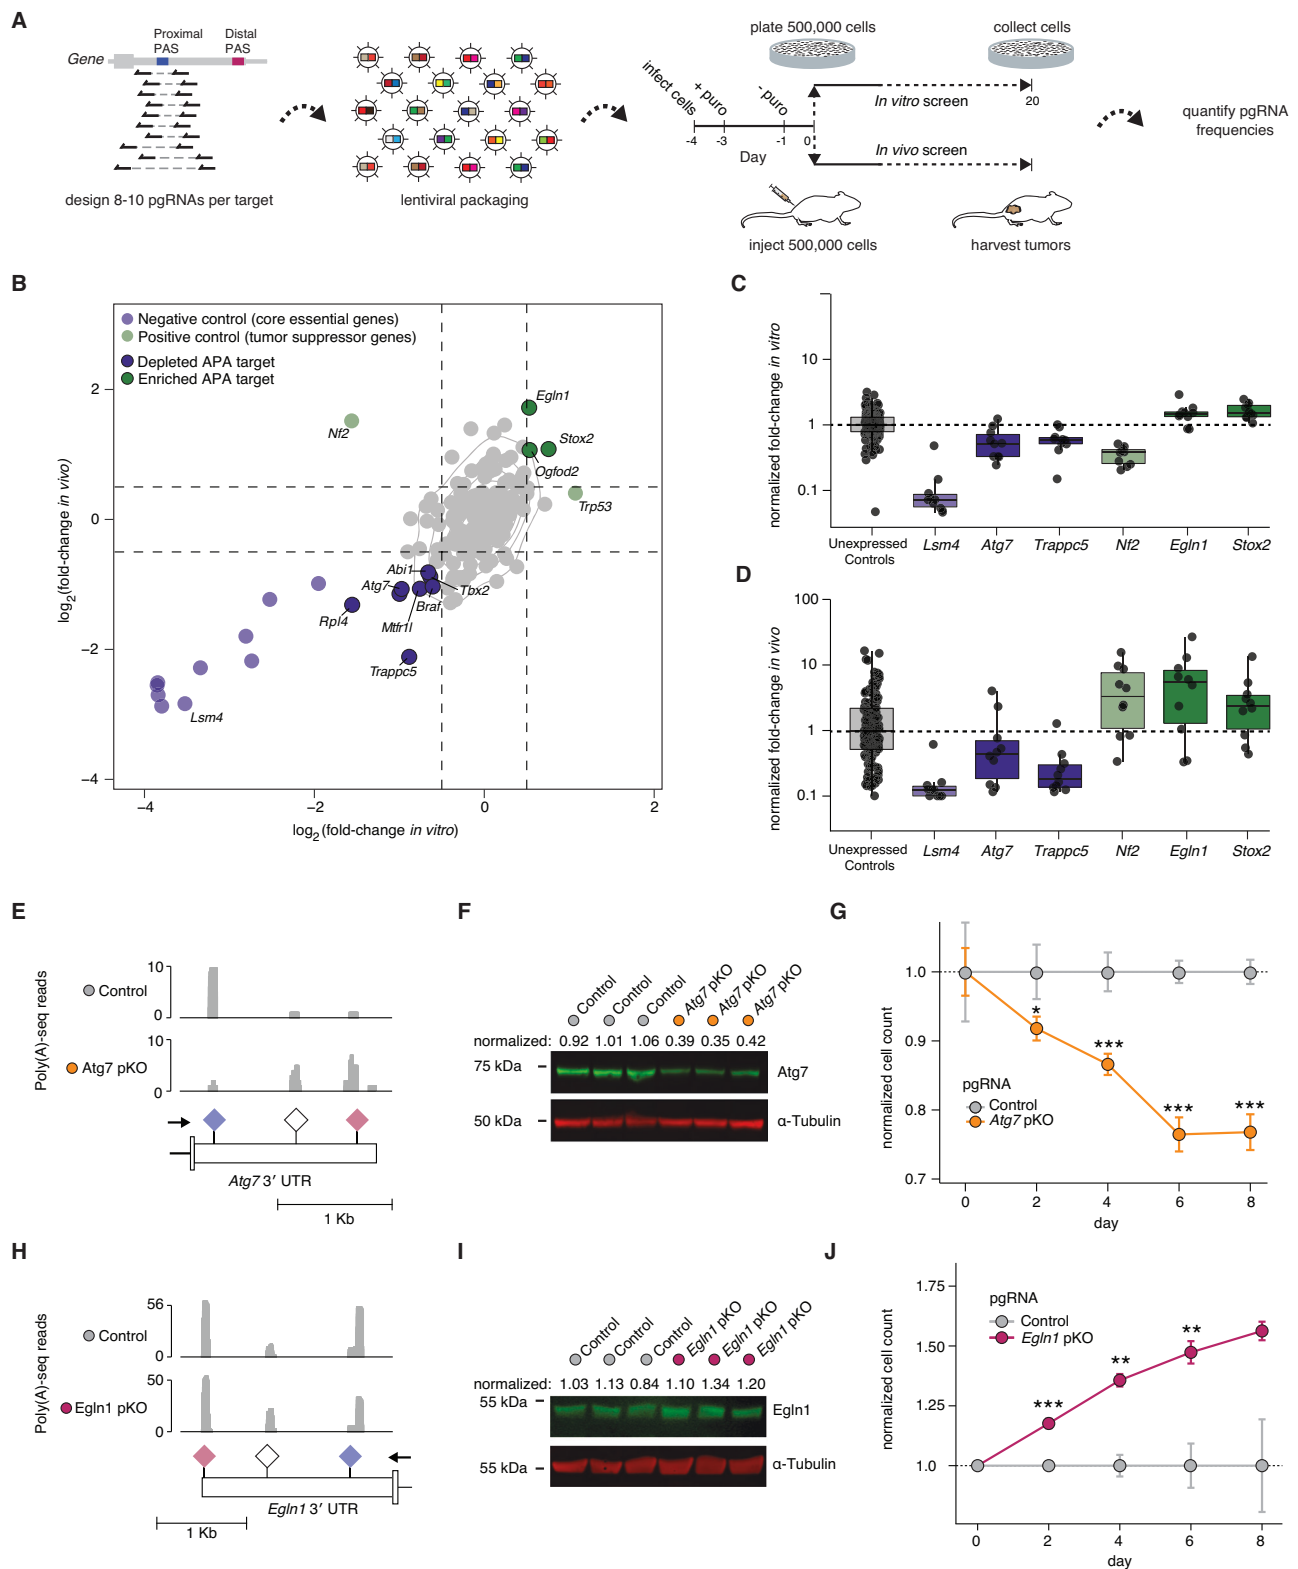 A
Gene
Proximal
PAS
Distal
PAS
design 8-10 pgRNAs per target
lentiviral packaging
infect cells
+ puro
- puro
-4
-3
-1
0
Day
plate 500,000 cells
collect cells
In vitro screen
20
In vivo screen
inject 500,000 cells
harvest tumors
quantify pgRNA
frequencies
B
Negative control (core essential genes)
Positive control (tumor suppressor genes)
Depleted APA target
Enriched APA target
log2(fold-change in vivo)
2
0
−2
−4
Egln1
Nf2
Stox2
Ogfod2
Trp53
Abi1
Atg7
Tbx2
Braf
Rpl4
Mtfr1l
Trappc5
Lsm4
−4
−2
0
2
log2(fold-change in vitro)
C
normalized fold-change in vitro
10
1
0.1
Unexpressed
Controls
Lsm4
Atg7
Trappc5
Nf2
Egln1
Stox2
D
normalized fold-change in vivo
100
10
1
0.1
Unexpressed
Controls
Lsm4
Atg7
Trappc5
Nf2
Egln1
Stox2
E
Poly(A)-seq reads
10
Control
0
10
Atg7 pKO
0
Atg7 3′ UTR
1 Kb
F
Control
Control
Control
Atg7 pKO
Atg7 pKO
Atg7 pKO
normalized: 0.92 1.01 1.06 0.39 0.35 0.42
75 kDa
Atg7
50 kDa
α-Tubulin
G
normalized cell count
1.0
0.9
0.8
0.7
*
***
***
***
pgRNA
Control
Atg7 pKO
0
2
4
6
8
day
H
Poly(A)-seq reads
56
Control
0
50
Egln1 pKO
0
Egln1 3′ UTR
1 Kb
I
Control
Control
Control
Egln1 pKO
Egln1 pKO
Egln1 pKO
normalized: 1.03 1.13 0.84 1.10 1.34 1.20
55 kDa
Egln1
55 kDa
α-Tubulin
J
normalized cell count
1.75
1.50
1.25
1.0
pgRNA
Control
Egln1 pKO
***
**
**
0
2
4
6
8
day